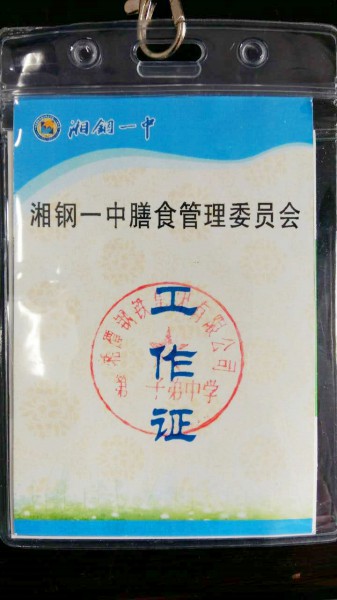 湘钢一中
湘钢一中膳食管理委员会
工
作
证